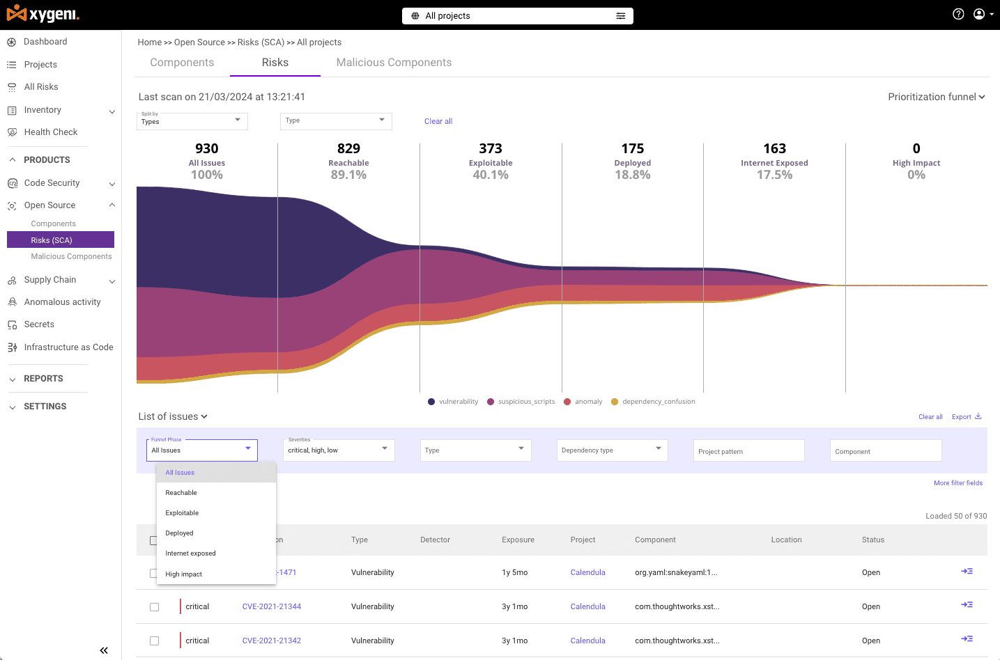 xygeni.
All projects
Dashboard
Projects
All Risks
Inventory
Health Check
PRODUCTS
Code Security
Open Source
Components
Risks (SCA)
Malicious Components
Supply Chain
Anomalous activity
Secrets
Infrastructure as Code
REPORTS
SETTINGS
Home >> Open Source >> Risks (SCA) >> All projects
Components Risks Malicious Components
Last scan on 21/03/2024 at 13:21:41 Prioritization funnel
Split by
Types Type Clear all
930 829 373 175 163 0
All Issues Reachable Exploitable Deployed Internet Exposed High Impact
100% 89.1% 40.1% 18.8% 17.5% 0%
vulnerability suspicious_scripts anomaly dependency_confusion
List of issues Clear all Export
Funnel Phase Severities
All Issues critical, high, low Type Dependency type Project pattern Component
All Issues
Reachable
Exploitable
Deployed
Internet exposed
High impact
More filter fields
Loaded 50 of 930
on Type Detector Exposure Project Component Location Status
-1471 Vulnerability 1y 5mo Calendula org.yaml:snakeyaml:1... Open
critical CVE-2021-21344 Vulnerability 3y 1mo Calendula com.thoughtworks.xst... Open
critical CVE-2021-21342 Vulnerability 3y 1mo Calendula com.thoughtworks.xst... Open